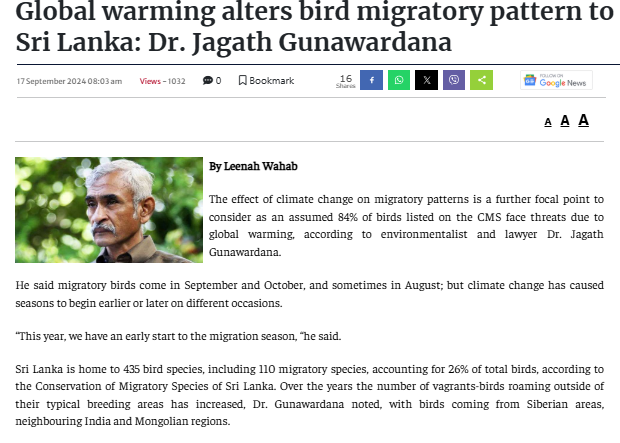 Global warming alters bird migratory pattern to
Sri Lanka: Dr. Jagath Gunawardana
17 September 2024 08:03 am Views - 1032 0 Bookmark 16 Shares FOLLOW ON Google News
A A A
By Leenah Wahab
The effect of climate change on migratory patterns is a further focal point to
consider as an assumed 84% of birds listed on the CMS face threats due to
global warming, according to environmentalist and lawyer Dr. Jagath
Gunawardana.
He said migratory birds come in September and October, and sometimes in August; but climate change has caused
seasons to begin earlier or later on different occasions.
“This year, we have an early start to the migration season, “he said.
Sri Lanka is home to 435 bird species, including 110 migratory species, accounting for 26% of total birds, according to
the Conservation of Migratory Species of Sri Lanka. Over the years the number of vagrants-birds roaming outside of
their typical breeding areas has increased, Dr. Gunawardana noted, with birds coming from Siberian areas,
neighbouring India and Mongolian regions.